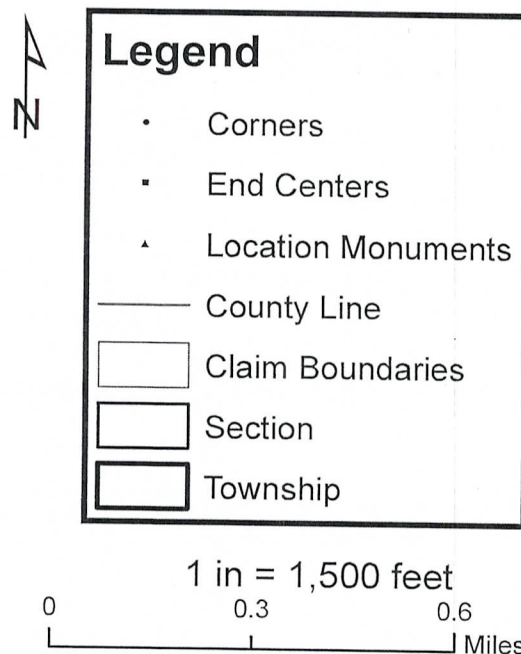 N
Legend
Corners
End Centers
Location Monuments
County Line
Claim Boundaries
Section
Township
1 in = 1,500 feet
0 0.3 0.6
Miles